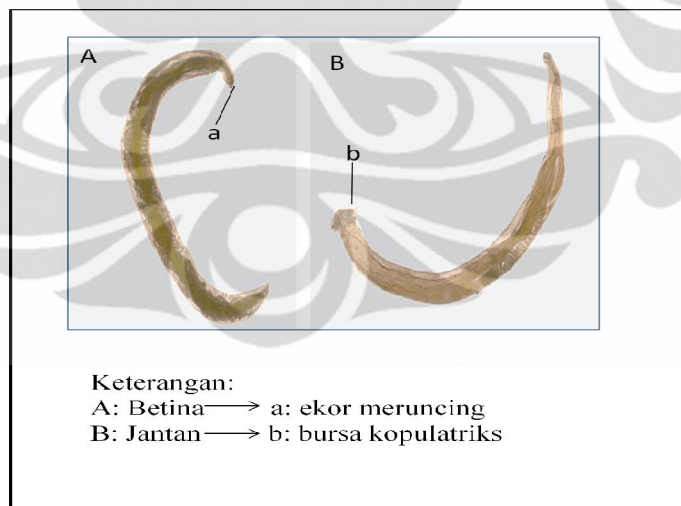 A
B
a
b
Keterangan:
A: Betina → a: ekor meruncing
B: Jantan → b: bursa kopulatriks